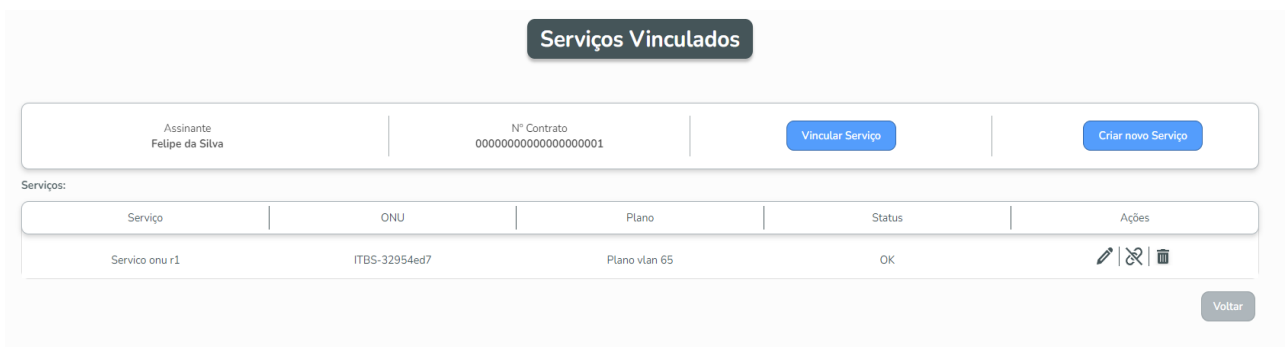 Serviços Vinculados
Assinante
Felipe da Silva
Nº Contrato
00000000000000000001
Vincular Serviço
Criar novo Serviço
Serviços:
Serviço ONU Plano Status Ações
Servico onu r1 ITBS-32954ed7 Plano vlan 65 OK
Voltar